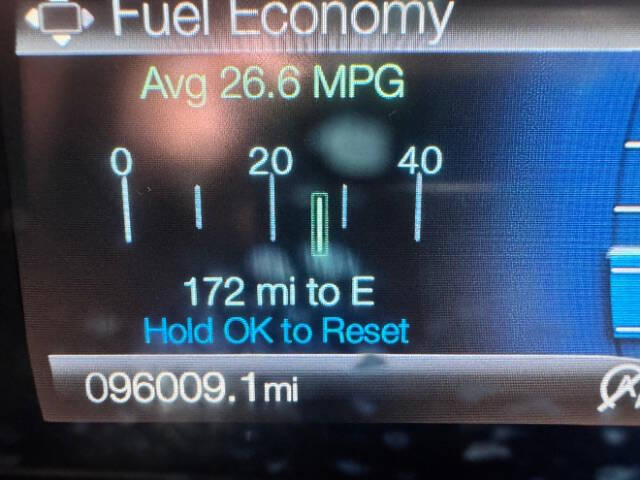 Fuel Economy
Avg 26.6 MPG
0 20 40
172 mi to E
Hold OK to Reset
096009.1mi